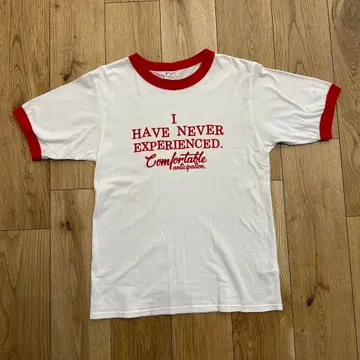 I
HAVE NEVER
EXPERIENCED.
Comfortable
anticipation.